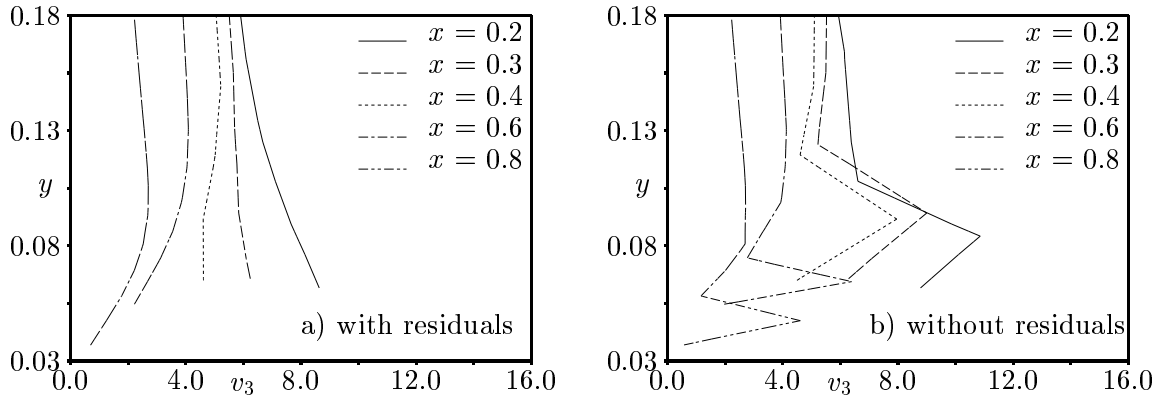 0.18
0.13
y
0.08
0.03
0.0 4.0 v₃ 8.0 12.0 16.0
x = 0.2
x = 0.3
x = 0.4
x = 0.6
x = 0.8
a) with residuals
0.18
0.13
y
0.08
0.03
0.0 4.0 v₃ 8.0 12.0 16.0
x = 0.2
x = 0.3
x = 0.4
x = 0.6
x = 0.8
b) without residuals